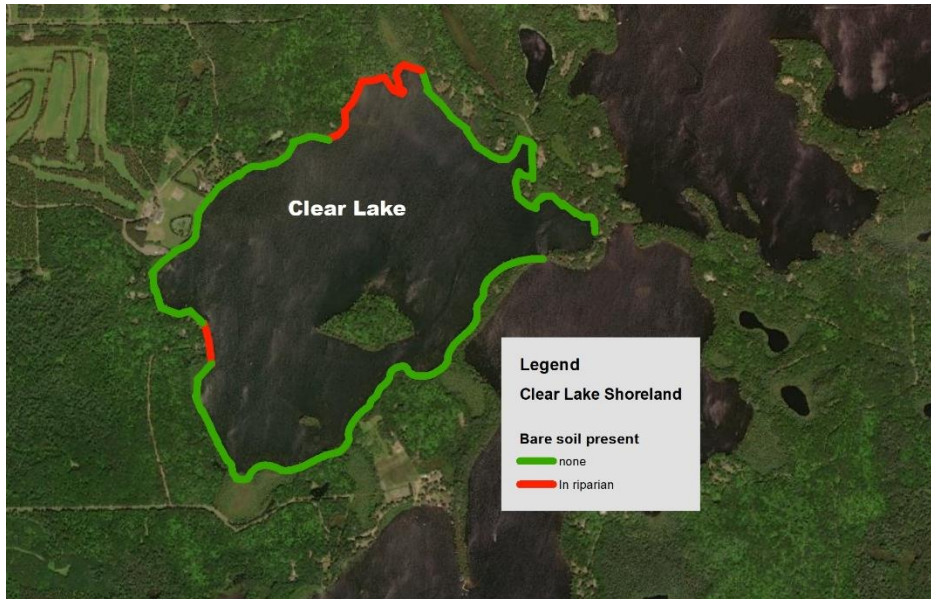 Clear Lake
Legend
Clear Lake Shoreland
Bare soil present
none
In riparian